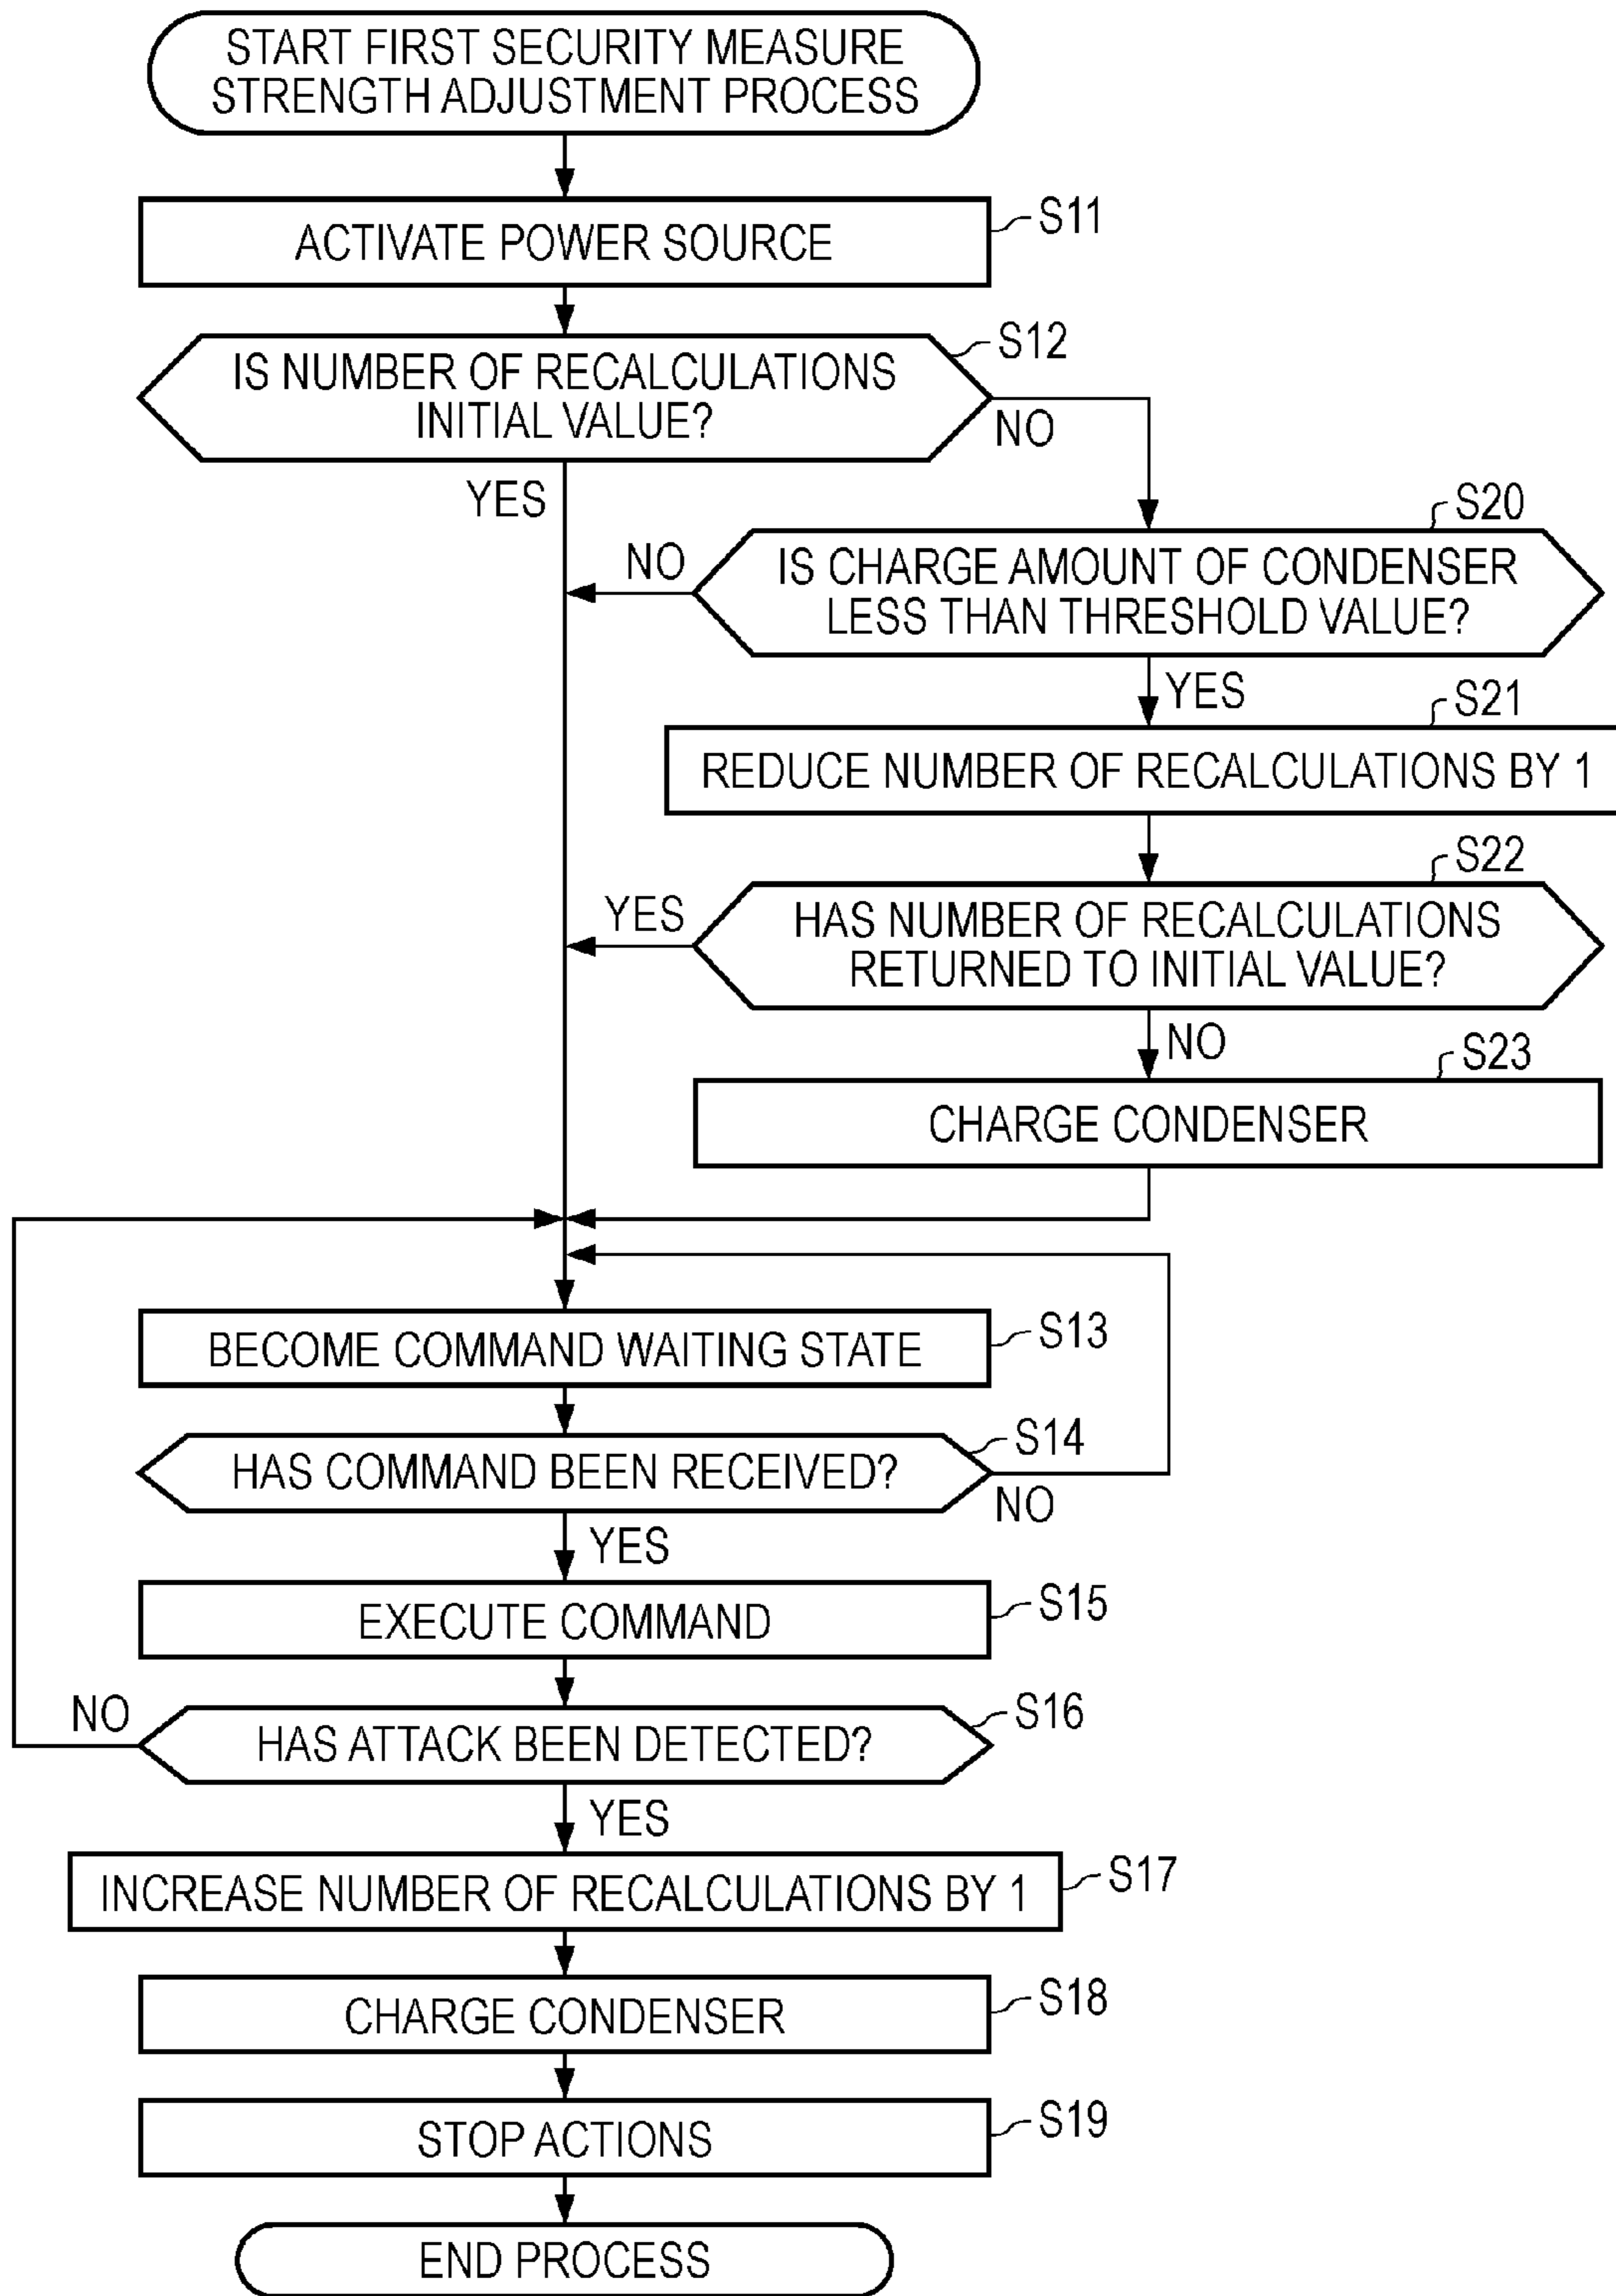 START FIRST SECURITY MEASURE
STRENGTH ADJUSTMENT PROCESS
ACTIVATE POWER SOURCE
S11
IS NUMBER OF RECALCULATIONS
INITIAL VALUE?
S12
NO
YES
S20
IS CHARGE AMOUNT OF CONDENSER
LESS THAN THRESHOLD VALUE?
NO
YES
S21
REDUCE NUMBER OF RECALCULATIONS BY 1
S22
HAS NUMBER OF RECALCULATIONS
RETURNED TO INITIAL VALUE?
YES
NO
S23
CHARGE CONDENSER
BECOME COMMAND WAITING STATE
S13
HAS COMMAND BEEN RECEIVED?
S14
NO
YES
EXECUTE COMMAND
S15
HAS ATTACK BEEN DETECTED?
S16
NO
YES
INCREASE NUMBER OF RECALCULATIONS BY 1
S17
CHARGE CONDENSER
S18
STOP ACTIONS
S19
END PROCESS